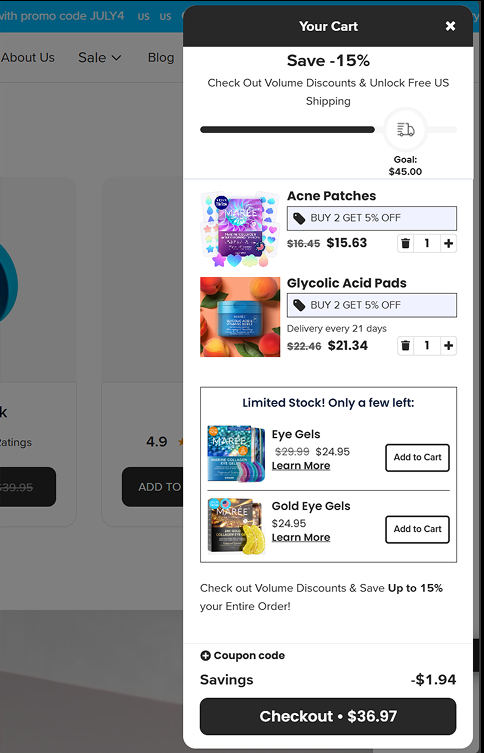 with promo code JULY4 us us
Your Cart
About Us Sale Blog
Save -15%
Check Out Volume Discounts & Unlock Free US
Shipping
Goal:
$45.00
Acne Patches
BUY 2 GET 5% OFF
$16.45 $15.63 1 +
MARÉE
Glycolic Acid Pads
BUY 2 GET 5% OFF
Delivery every 21 days
$22.46 $21.34 1 +
k
Ratings
4.9
$39.95
ADD TO
Limited Stock! Only a few left:
Eye Gels
$29.99 $24.95
Learn More
Add to Cart
MARÉE
Gold Eye Gels
$24.95
Learn More
Add to Cart
MARÉE
Check out Volume Discounts & Save Up to 15%
your Entire Order!
Coupon code
Savings -$1.94
Checkout • $36.97